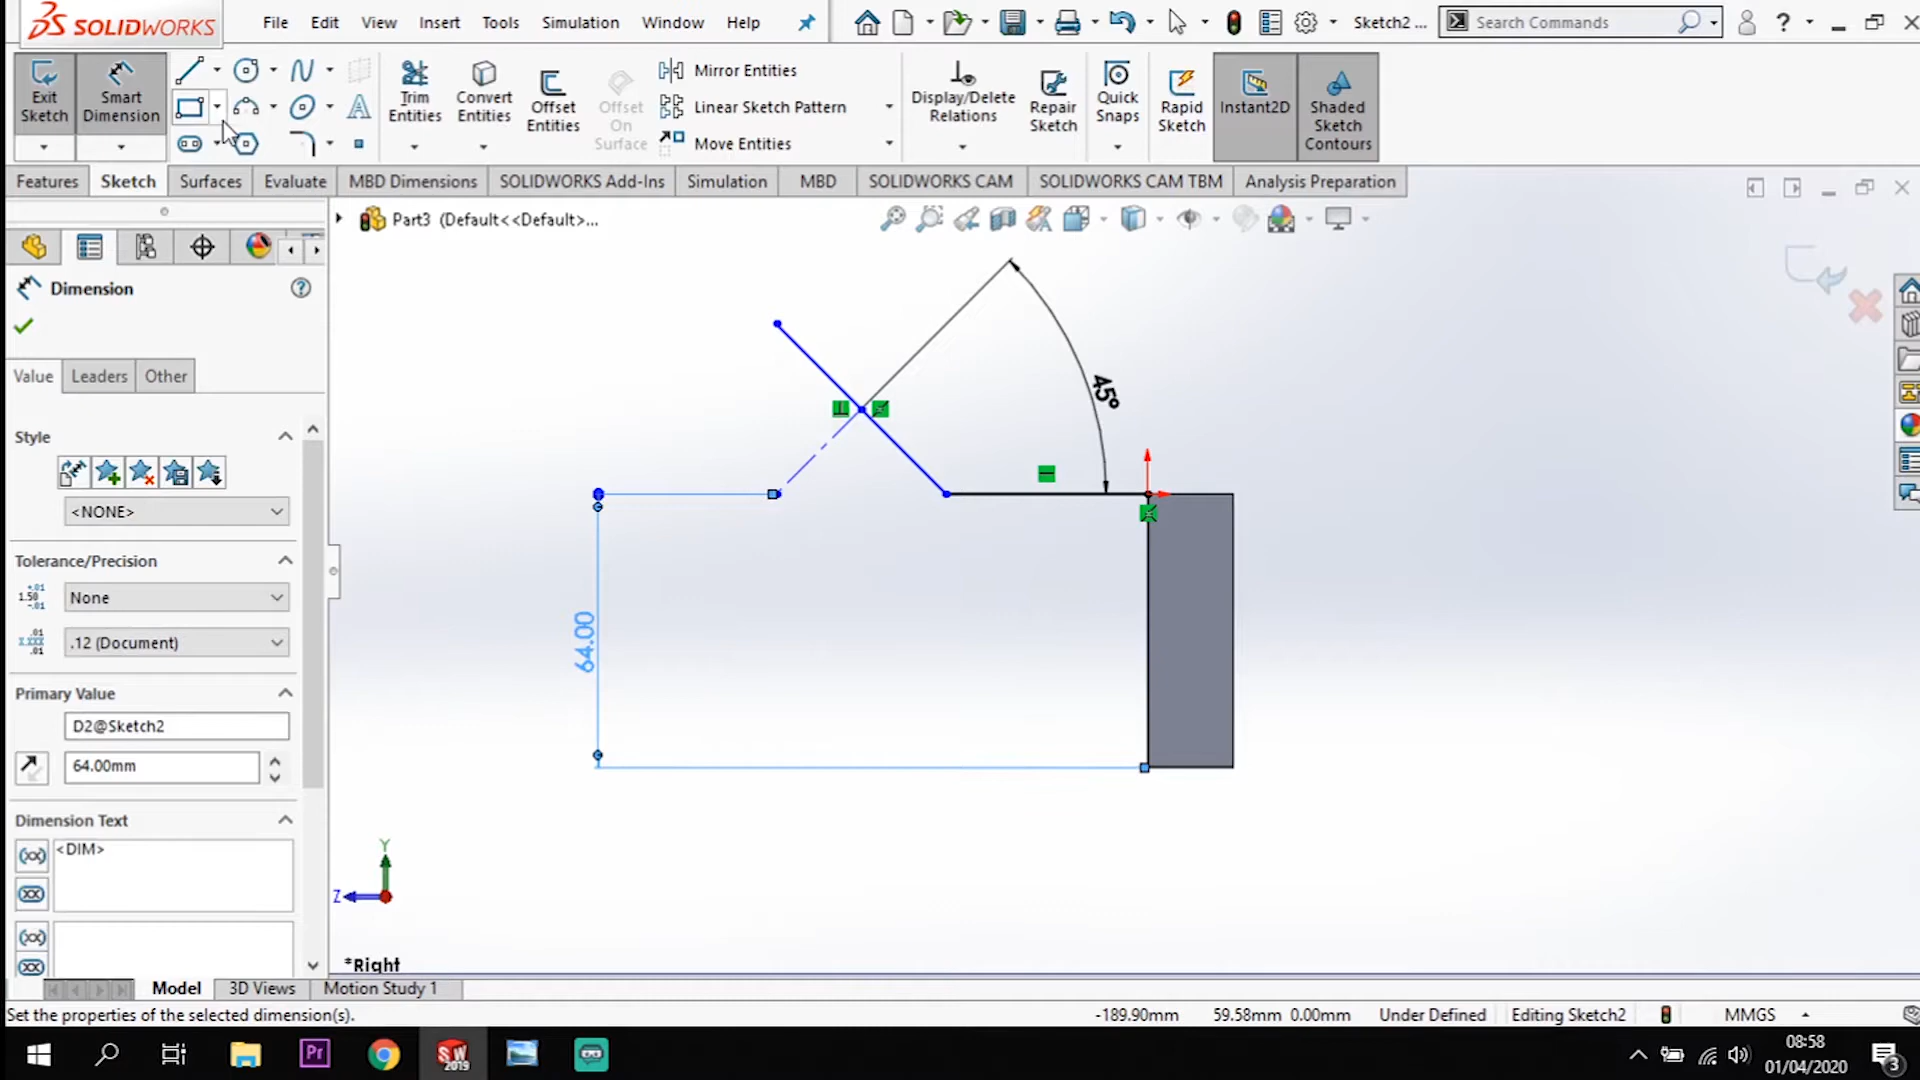 SOLIDWORKS
File Edit View Insert Tools Simulation Window Help
Sketch2 ...
Search Commands
Exit Sketch
Smart Dimension
Trim Entities
Convert Entities
Offset Entities
Offset On Surface
Mirror Entities
Linear Sketch Pattern
Move Entities
Display/Delete Relations
Repair Sketch
Quick Snaps
Rapid Sketch
Instant2D
Shaded Sketch Contours
Features Sketch Surfaces Evaluate MBD Dimensions SOLIDWORKS Add-Ins Simulation MBD SOLIDWORKS CAM SOLIDWORKS CAM TBM Analysis Preparation
Part3 (Default<<Default>...
Dimension
Value Leaders Other
Style
<NONE>
Tolerance/Precision
None
.12 (Document)
Primary Value
D2@Sketch2
64.00mm
Dimension Text
<DIM>
45°
64.00
Y
Z
*Right
Model 3D Views Motion Study 1
Set the properties of the selected dimension(s).
-189.90mm 59.58mm 0.00mm Under Defined Editing Sketch2 MMGS
Pr
SW 2019
08:58
01/04/2020
3